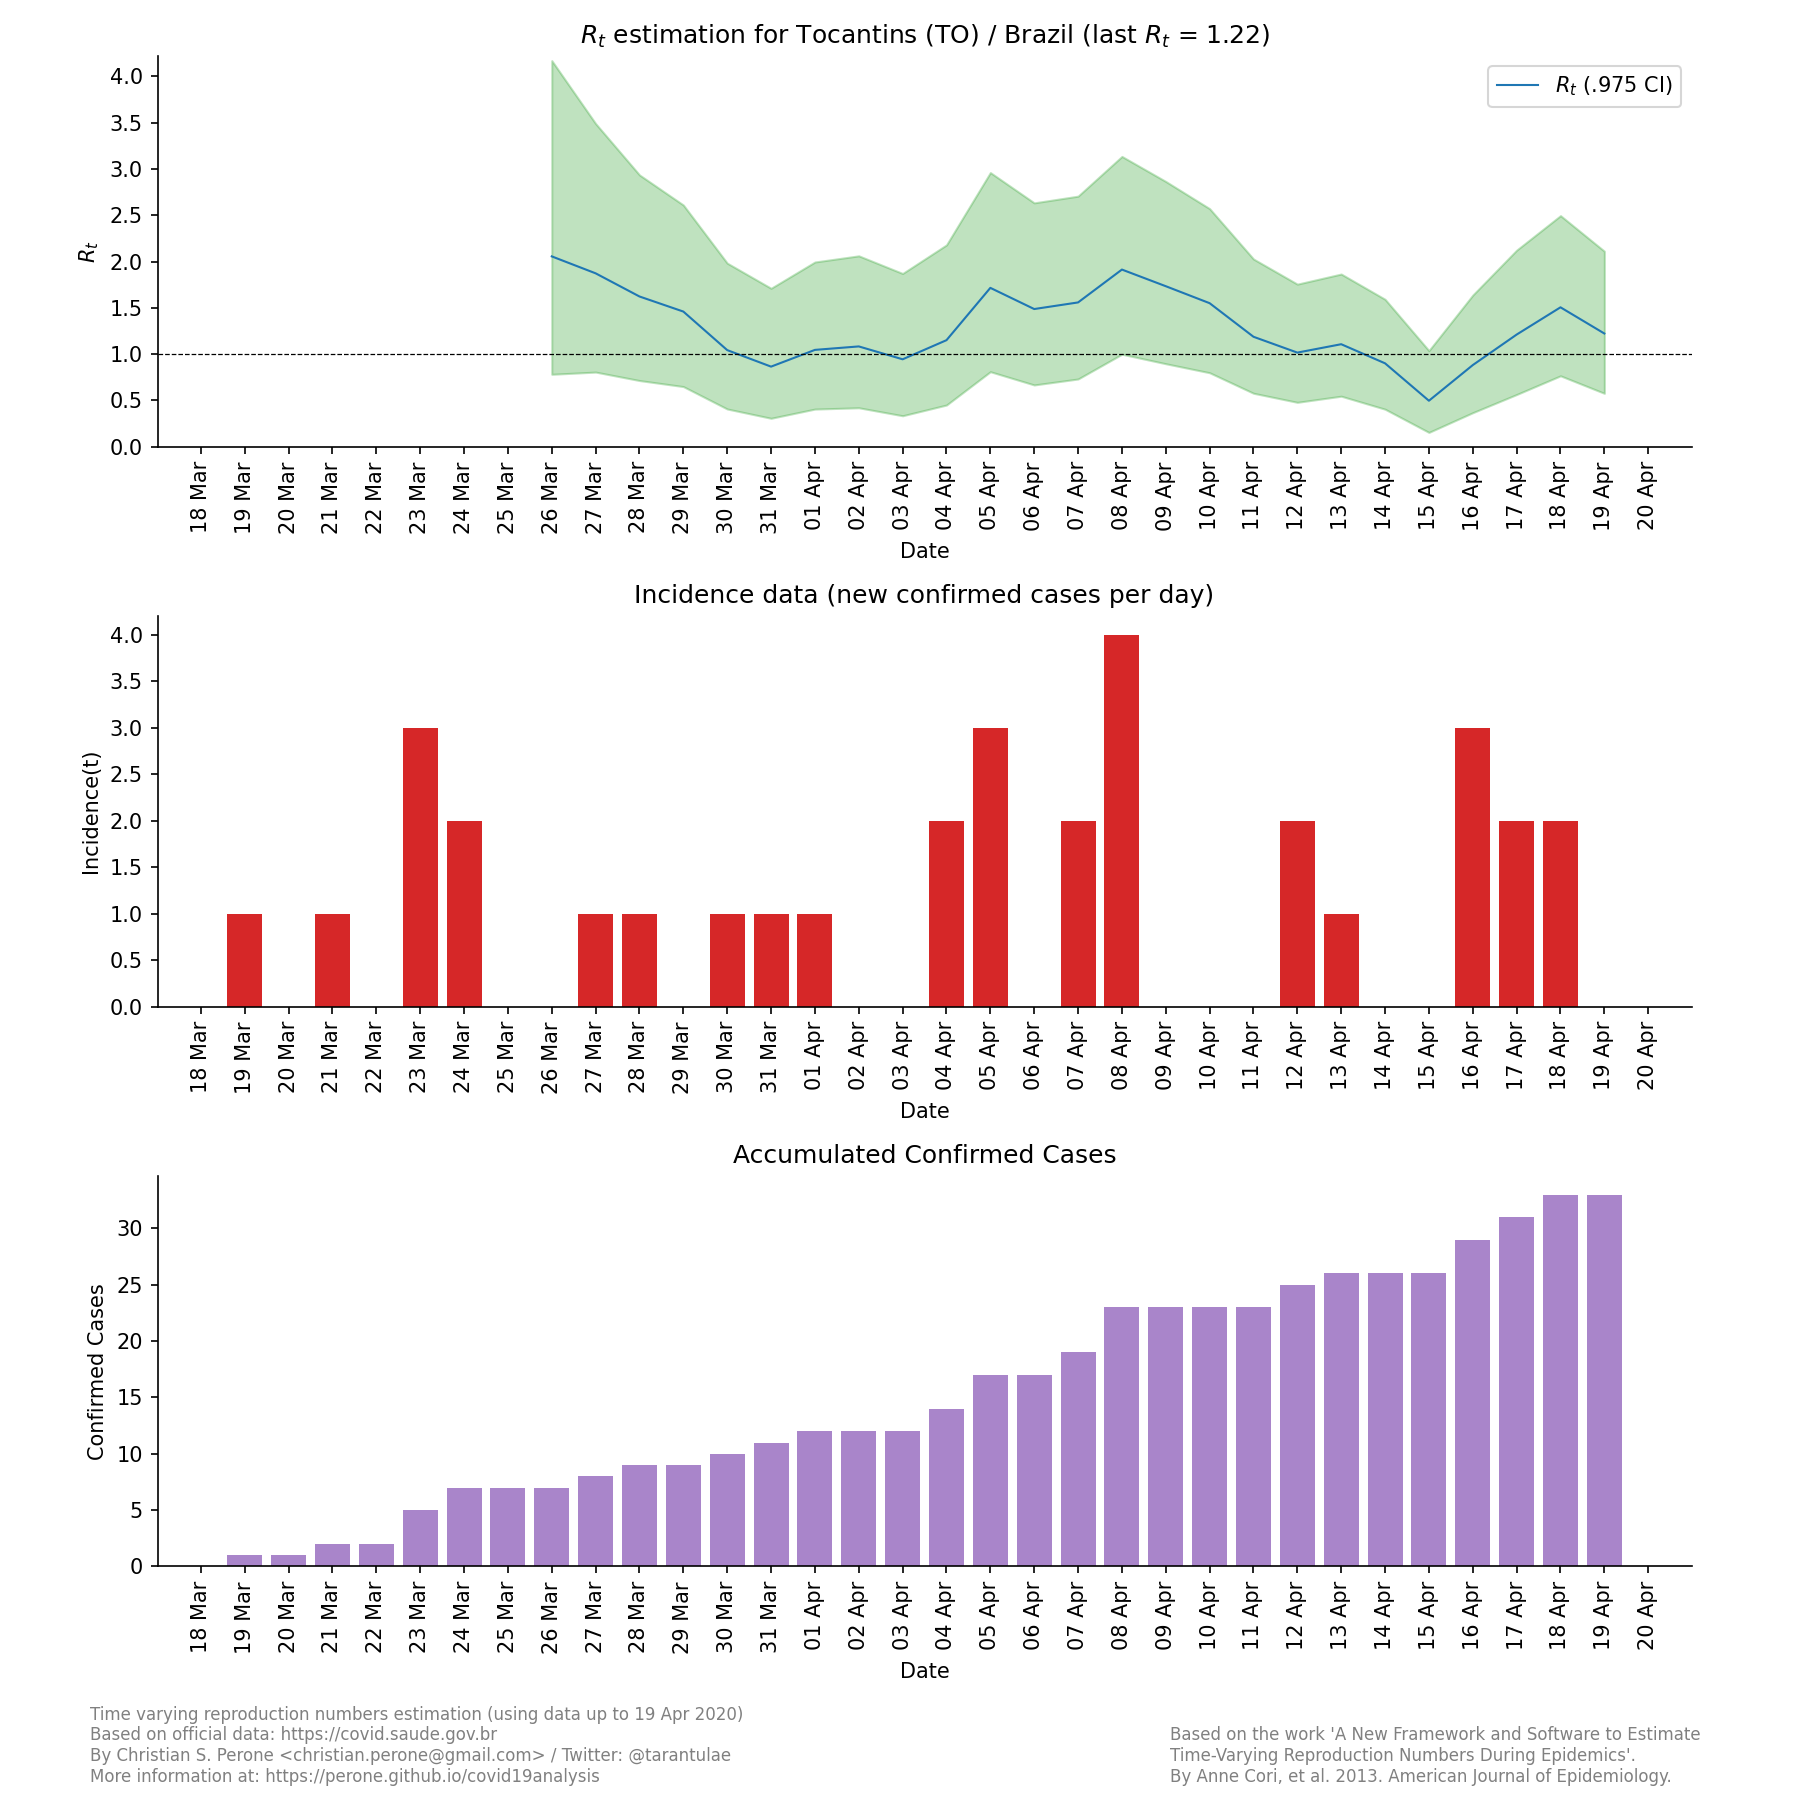 Rt estimation for Tocantins (TO) / Brazil (last Rt = 1.22)
Rt (.975 CI)
Rt
4.0
3.5
3.0
2.5
2.0
1.5
1.0
0.5
0.0
18 Mar 19 Mar 20 Mar 21 Mar 22 Mar 23 Mar 24 Mar 25 Mar 26 Mar 27 Mar 28 Mar 29 Mar 30 Mar 31 Mar 01 Apr 02 Apr 03 Apr 04 Apr 05 Apr 06 Apr 07 Apr 08 Apr 09 Apr 10 Apr 11 Apr 12 Apr 13 Apr 14 Apr 15 Apr 16 Apr 17 Apr 18 Apr 19 Apr 20 Apr
Date
Incidence data (new confirmed cases per day)
Incidence(t)
4.0
3.5
3.0
2.5
2.0
1.5
1.0
0.5
0.0
18 Mar 19 Mar 20 Mar 21 Mar 22 Mar 23 Mar 24 Mar 25 Mar 26 Mar 27 Mar 28 Mar 29 Mar 30 Mar 31 Mar 01 Apr 02 Apr 03 Apr 04 Apr 05 Apr 06 Apr 07 Apr 08 Apr 09 Apr 10 Apr 11 Apr 12 Apr 13 Apr 14 Apr 15 Apr 16 Apr 17 Apr 18 Apr 19 Apr 20 Apr
Date
Accumulated Confirmed Cases
Confirmed Cases
30
25
20
15
10
5
0
18 Mar 19 Mar 20 Mar 21 Mar 22 Mar 23 Mar 24 Mar 25 Mar 26 Mar 27 Mar 28 Mar 29 Mar 30 Mar 31 Mar 01 Apr 02 Apr 03 Apr 04 Apr 05 Apr 06 Apr 07 Apr 08 Apr 09 Apr 10 Apr 11 Apr 12 Apr 13 Apr 14 Apr 15 Apr 16 Apr 17 Apr 18 Apr 19 Apr 20 Apr
Date
Time varying reproduction numbers estimation (using data up to 19 Apr 2020)
Based on official data: https://covid.saude.gov.br
By Christian S. Perone <christian.perone@gmail.com> / Twitter: @tarantulae
More information at: https://perone.github.io/covid19analysis
Based on the work 'A New Framework and Software to Estimate
Time-Varying Reproduction Numbers During Epidemics'.
By Anne Cori, et al. 2013. American Journal of Epidemiology.